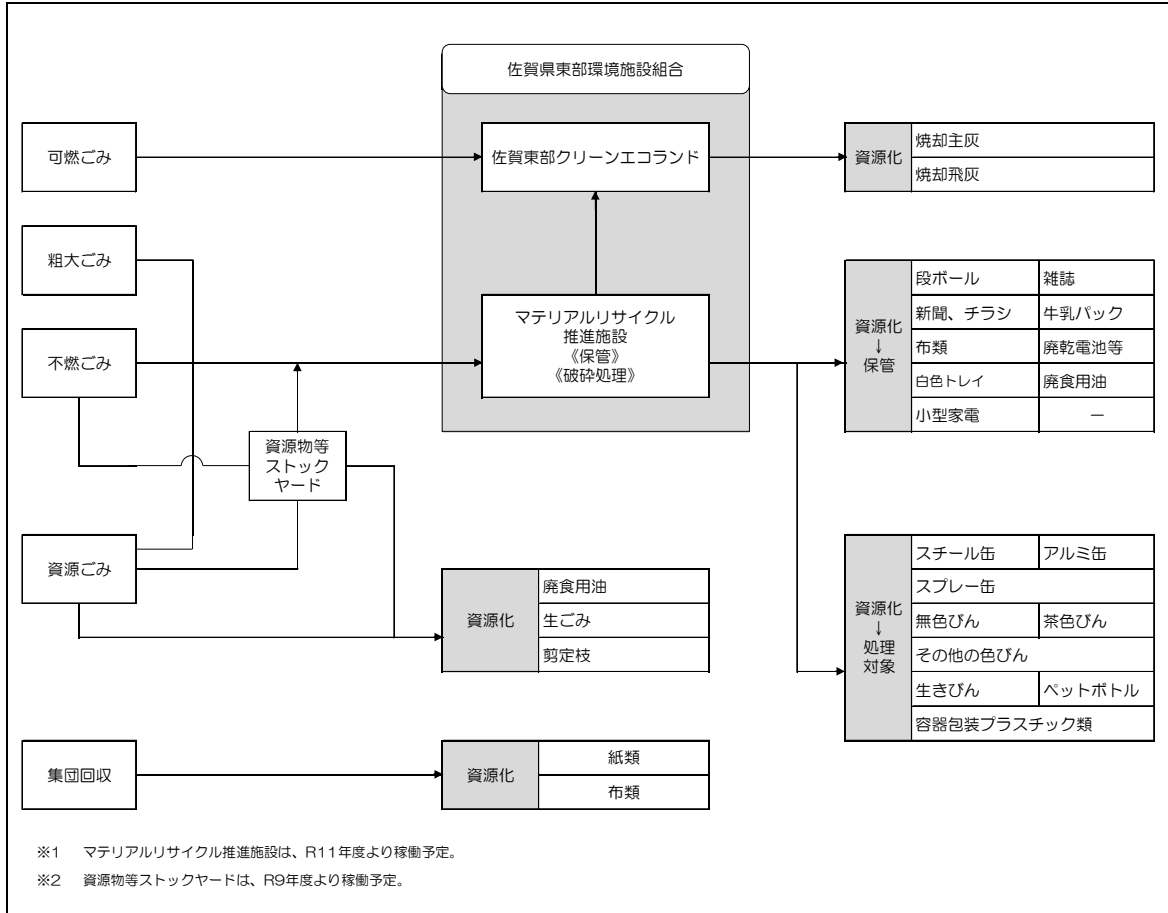 佐賀県東部環境施設組合
可燃ごみ
佐賀東部クリーンエコランド
資源化
焼却主灰
焼却飛灰
粗大ごみ
不燃ごみ
マテリアルリサイクル
推進施設
《保管》
《破砕処理》
資源化
↓
保管
段ボール
雑誌
新聞、チラシ
牛乳パック
布類
廃乾電池等
白色トレイ
廃食用油
小型家電
―
資源物等
ストック
ヤード
資源ごみ
資源化
廃食用油
生ごみ
剪定枝
資源化
↓
処理
対象
スチール缶
アルミ缶
スプレー缶
無色びん
茶色びん
その他の色びん
生きびん
ペットボトル
容器包装プラスチック類
集団回収
資源化
紙類
布類
※1 マテリアルリサイクル推進施設は、R11年度より稼働予定。
※2 資源物等ストックヤードは、R9年度より稼働予定。